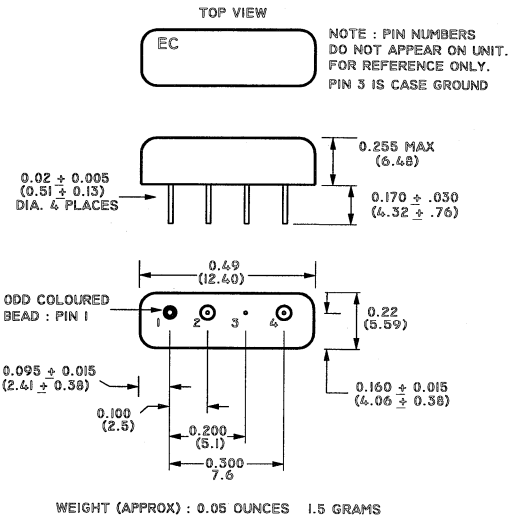 TOP VIEW
EC
NOTE : PIN NUMBERS
DO NOT APPEAR ON UNIT.
FOR REFERENCE ONLY.
PIN 3 IS CASE GROUND
0.255 MAX
(6.48)
0.02 ± 0.005
(0.51 ± 0.13)
DIA. 4 PLACES
0.170 ± .030
(4.32 ± .76)
0.49
(12.40)
ODD COLOURED
BEAD : PIN 1
1 2 3 4
0.22
(5.59)
0.095 ± 0.015
(2.41 ± 0.38)
0.160 ± 0.015
(4.06 ± 0.38)
0.100
(2.5)
0.200
(5.1)
0.300
7.6
WEIGHT (APPROX) : 0.05 OUNCES 1.5 GRAMS